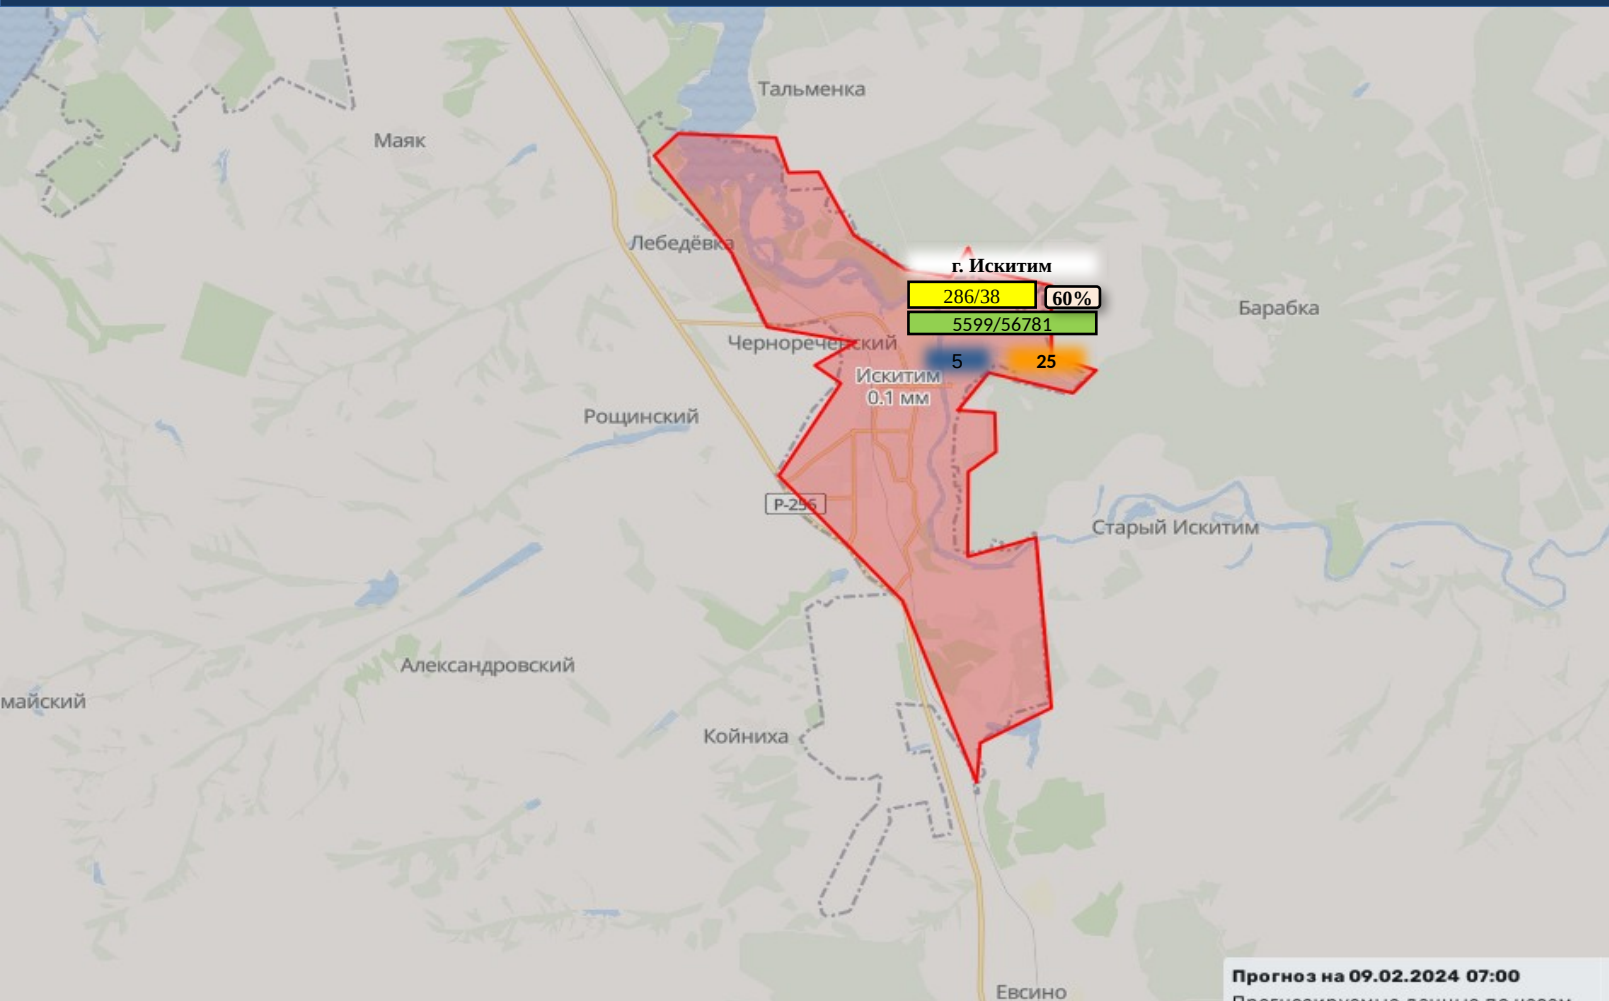 Тальменка
Маяк
Лебедёвка
г. Искитим
286/38
60%
5599/56781
Барабка
Чернореченский
5
25
Искитим
0.1 мм
Рощинский
Р-256
Старый Искитим
Александровский
майский
Койниха
Прогноз на 09.02.2024 07:00
Евсино